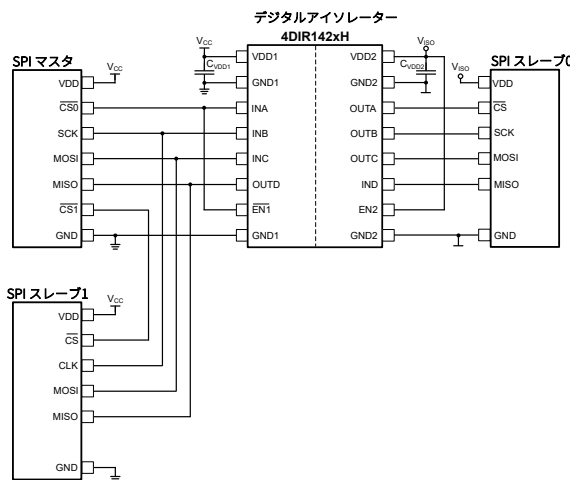 デジタルアイソレーター
4DIR142xH
SPI マスタ
VCC
VDD
CS0
SCK
MOSI
MISO
CS1
GND
VCC
CVDD1
VDD1
GND1
INA
INB
INC
OUTD
EN1
GND1
VISO
CVDD2
VDD2
GND2
OUTA
OUTB
OUTC
IND
EN2
GND2
SPI スレーブ0
VISO
VDD
CS
SCK
MOSI
MISO
GND
SPI スレーブ1
VCC
VDD
CS
CLK
MOSI
MISO
GND